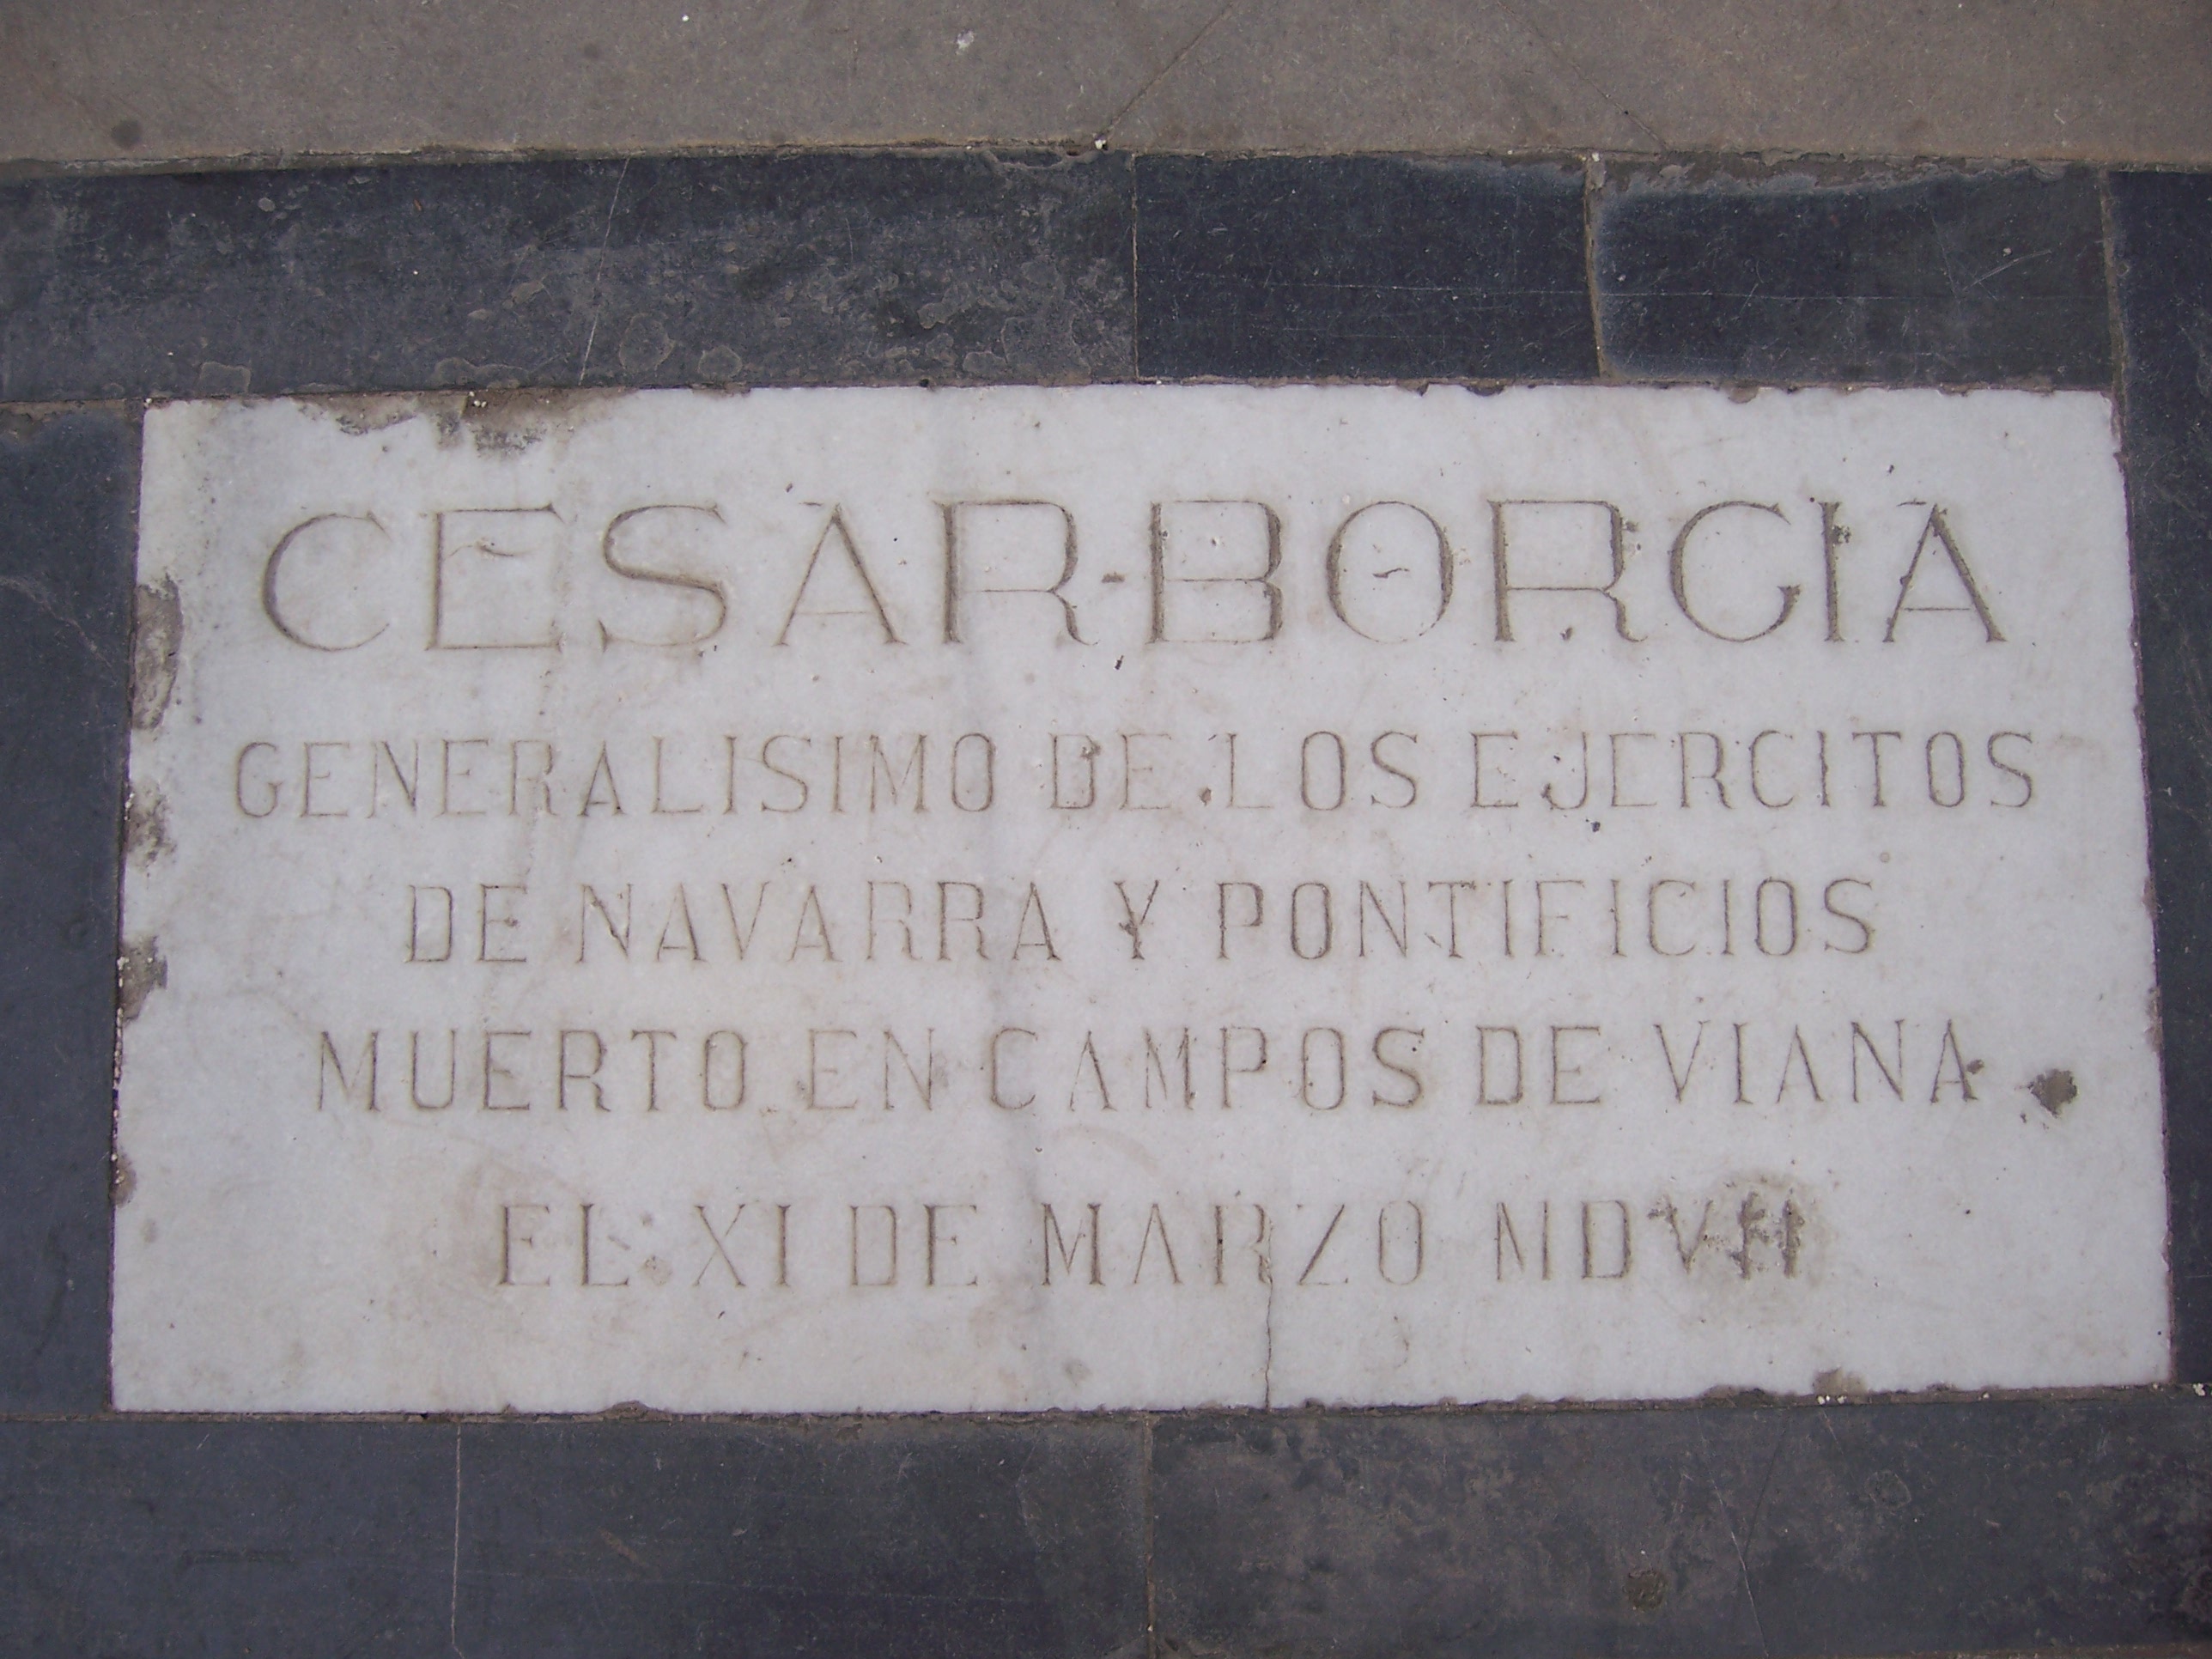 CESAR-BORGIA
GENERALISIMO DE LOS EJERCITOS
DE NAVARRA Y PONTIFICIOS
MUERTO EN CAMPOS DE VIANA
EL XI DE MARZO MDVII